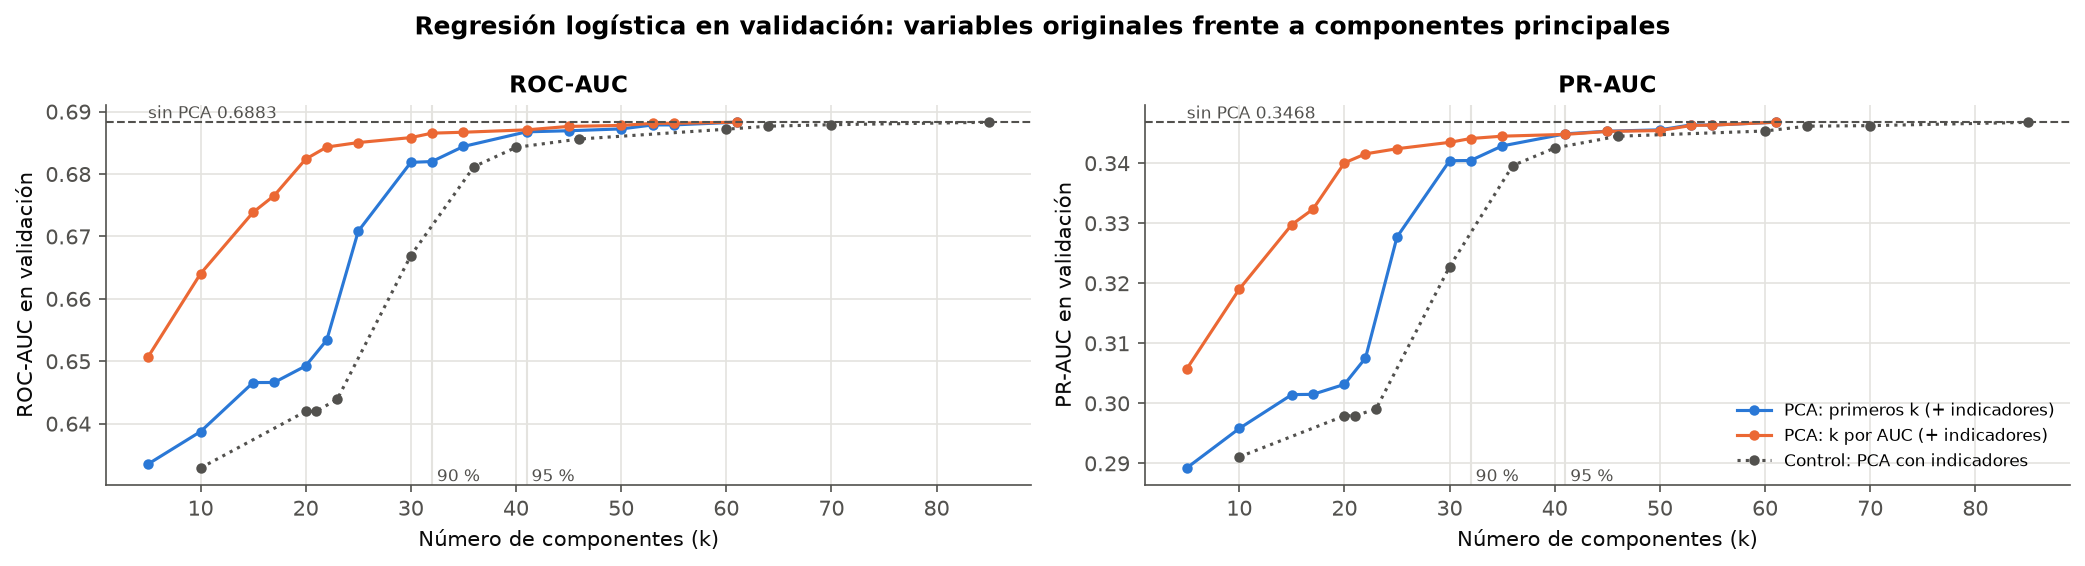 Regresión logística en validación: variables originales frente a componentes principales
ROC-AUC
ROC-AUC en validación
0.69
0.68
0.67
0.66
0.65
0.64
sin PCA 0.6883
90 %
95 %
10
20
30
40
50
60
70
80
Número de componentes (k)
PR-AUC
PR-AUC en validación
0.34
0.33
0.32
0.31
0.30
0.29
sin PCA 0.3468
PCA: primeros k (+ indicadores)
PCA: k por AUC (+ indicadores)
Control: PCA con indicadores
90 %
95 %
10
20
30
40
50
60
70
80
Número de componentes (k)